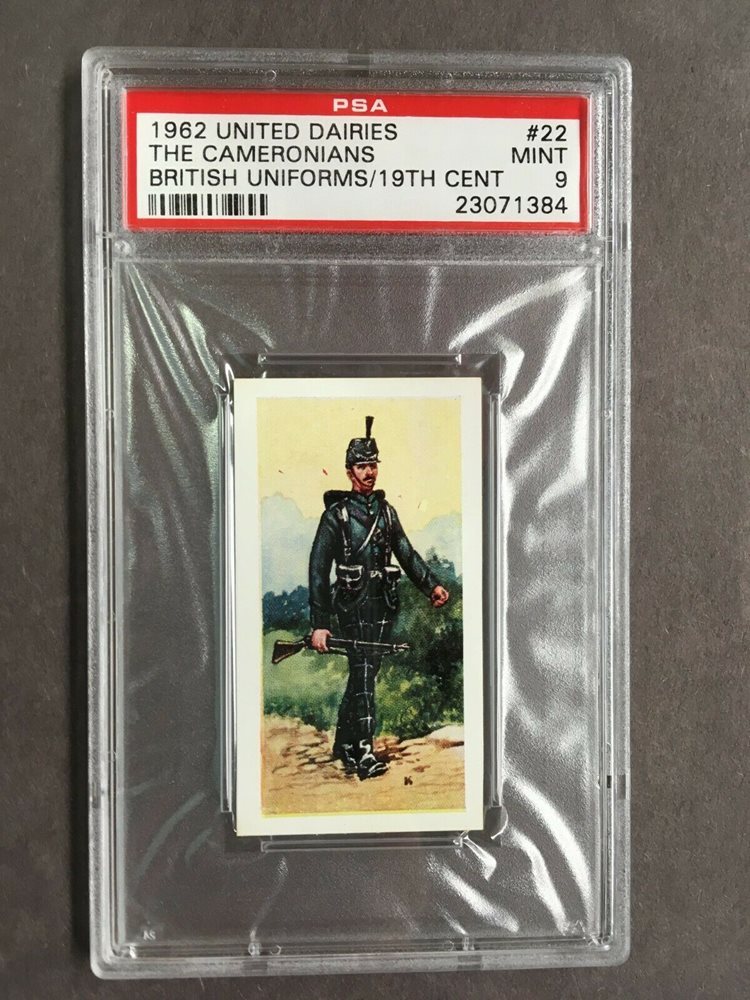 PSA
1962 UNITED DAIRIES #22
THE CAMERONIANS MINT
BRITISH UNIFORMS/19TH CENT 9
23071384
K